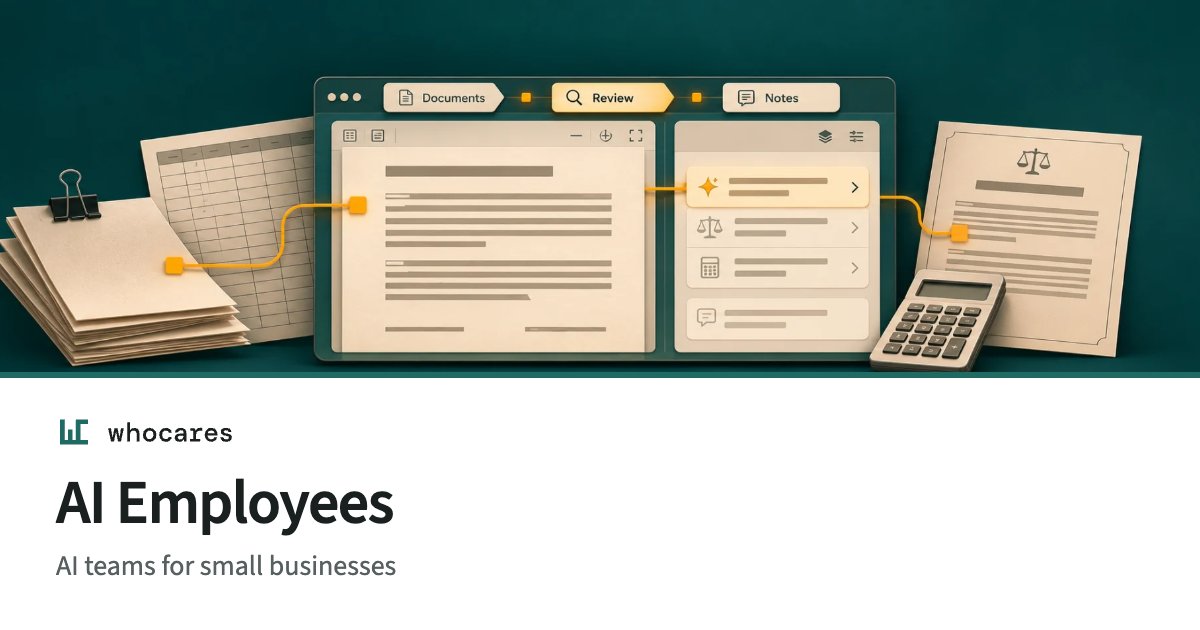 Documents
Review
Notes
whocares
AI Employees
AI teams for small businesses